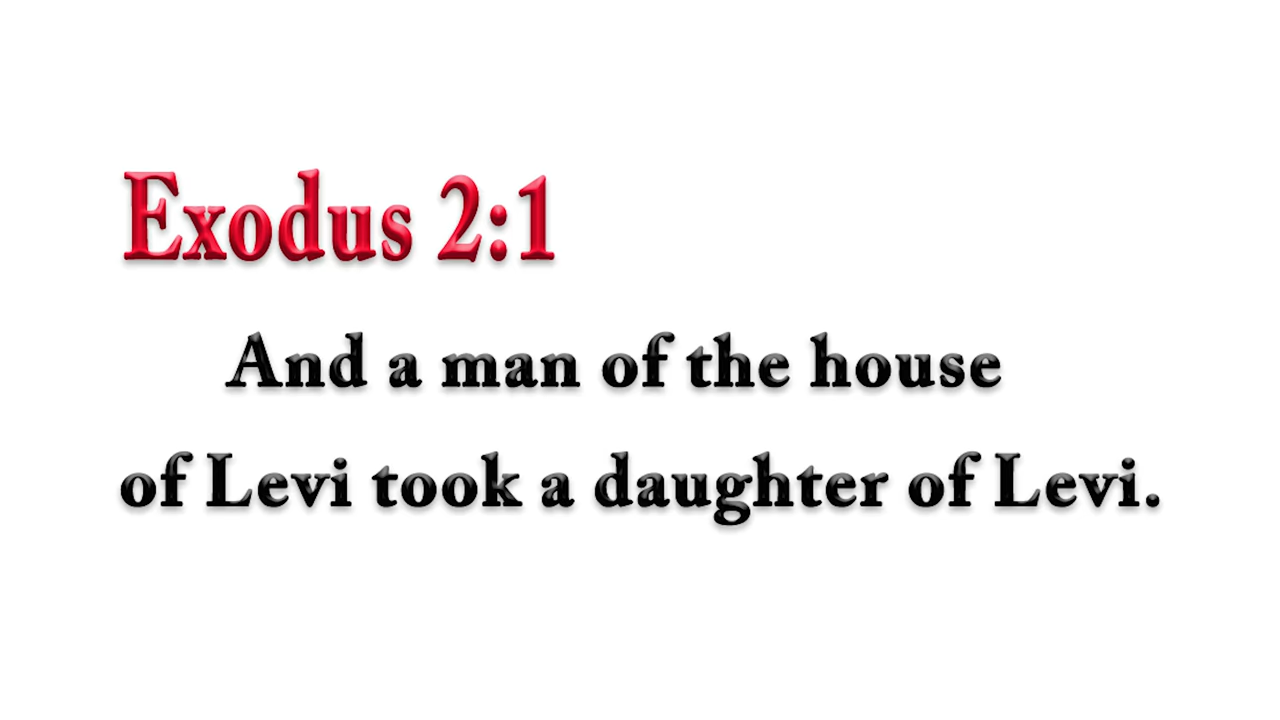 Exodus 2:1
And a man of the house
of Levi took a daughter of Levi.